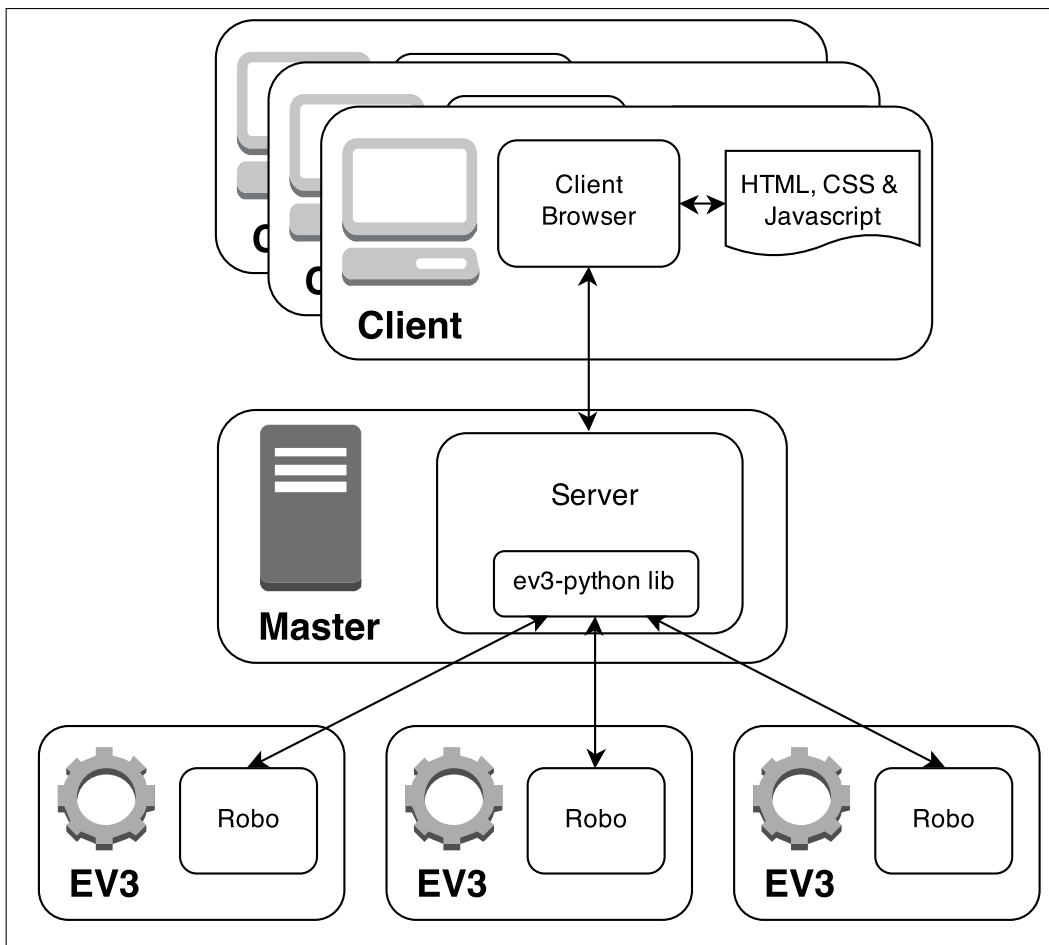 Client
Browser
HTML, CSS &
Javascript
C
C
Client
Server
ev3-python lib
Master
Robo
Robo
Robo
EV3
EV3
EV3